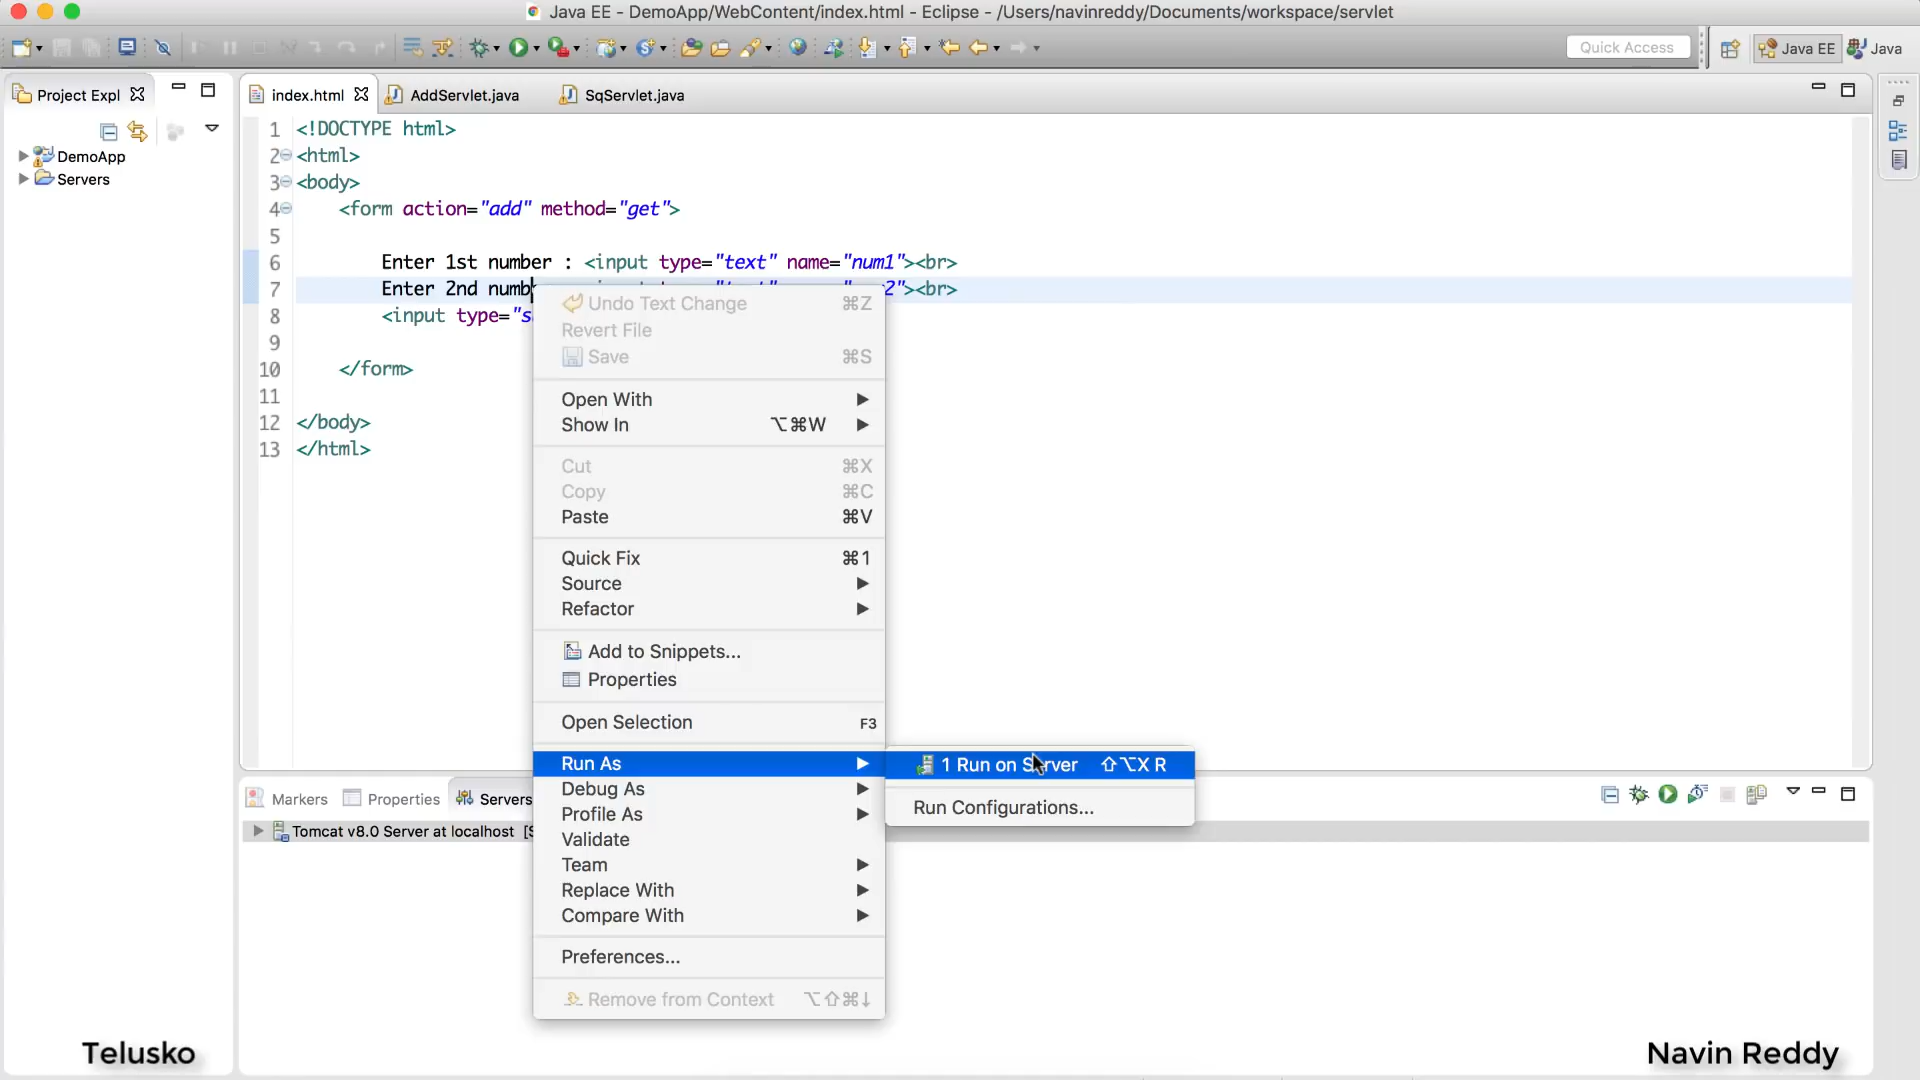 Java EE - DemoApp/WebContent/index.html - Eclipse - /Users/navinreddy/Documents/workspace/servlet
Quick Access
Java EE
Java
Project Expl
index.html
AddServlet.java
SqServlet.java
DemoApp
Servers
1 <!DOCTYPE html>
2 <html>
3 <body>
4 <form action="add" method="get">
5
6 Enter 1st number : <input type="text" name="num1"><br>
7 Enter 2nd numb 2"><br>
8 <input type="s
9
10 </form>
11
12 </body>
13 </html>
Undo Text Change ⌘Z
Revert File
Save ⌘S
Open With
Show In ⌥⌘W
Cut ⌘X
Copy ⌘C
Paste ⌘V
Quick Fix ⌘1
Source
Refactor
Add to Snippets...
Properties
Open Selection F3
Run As
1 Run on Server ⇧⌥X R
Debug As
Run Configurations...
Profile As
Validate
Team
Replace With
Compare With
Preferences...
Remove from Context ⌥⇧⌘↓
Markers
Properties
Servers
Tomcat v8.0 Server at localhost [S
Telusko
Navin Reddy